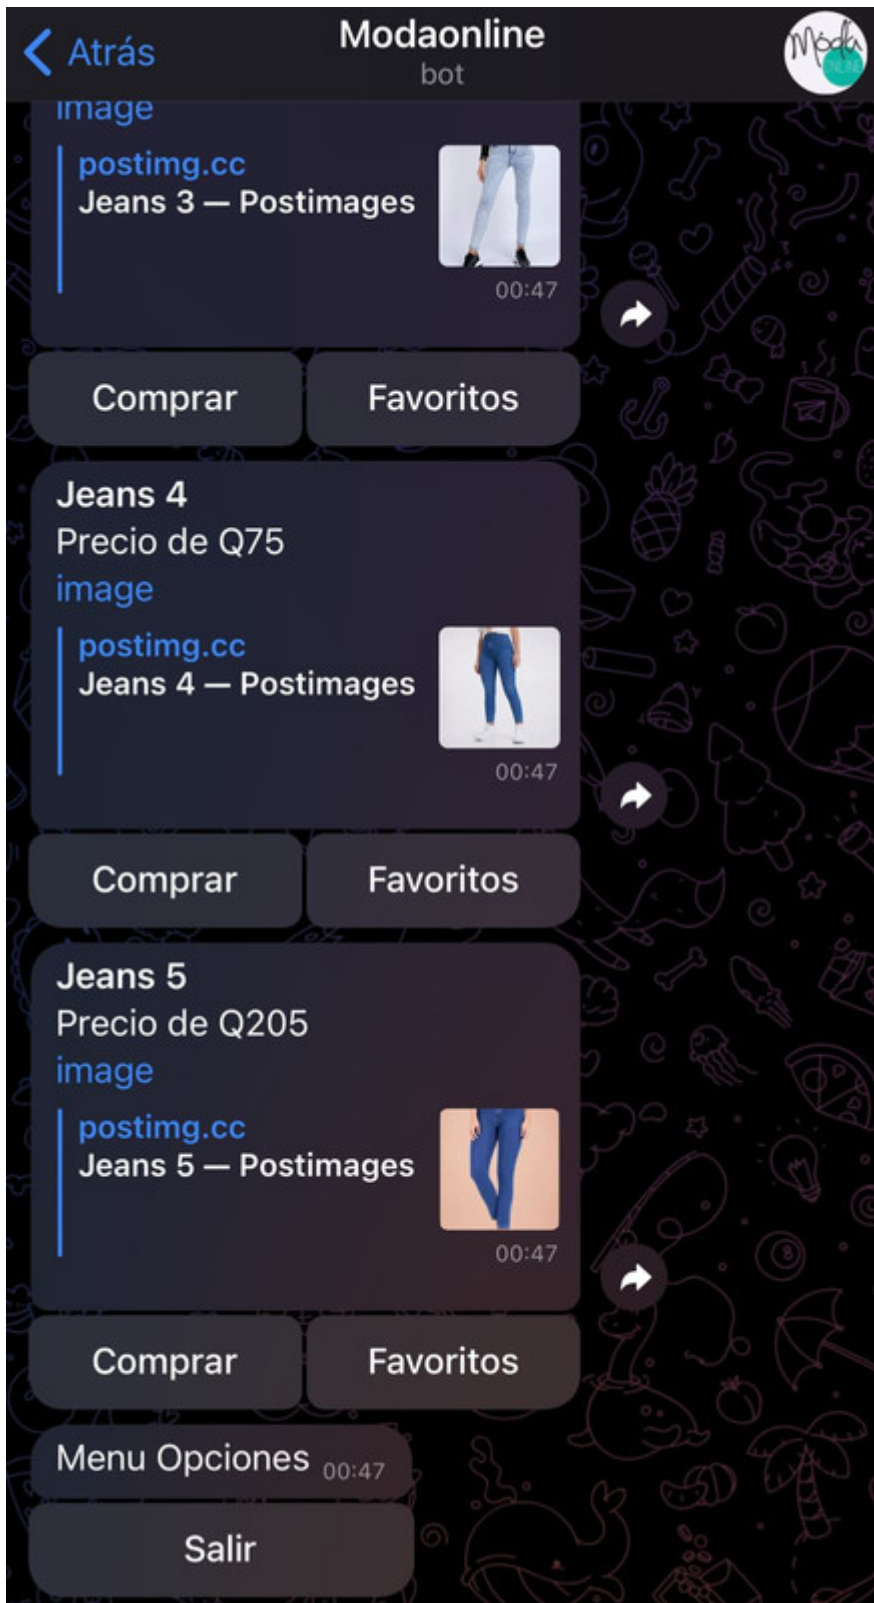 Atrás
Modaonline
bot
Móda
ONLINE
image
postimg.cc
Jeans 3 — Postimages
00:47
Comprar Favoritos
Jeans 4
Precio de Q75
image
postimg.cc
Jeans 4 — Postimages
00:47
Comprar Favoritos
Jeans 5
Precio de Q205
image
postimg.cc
Jeans 5 — Postimages
00:47
Comprar Favoritos
Menu Opciones 00:47
Salir